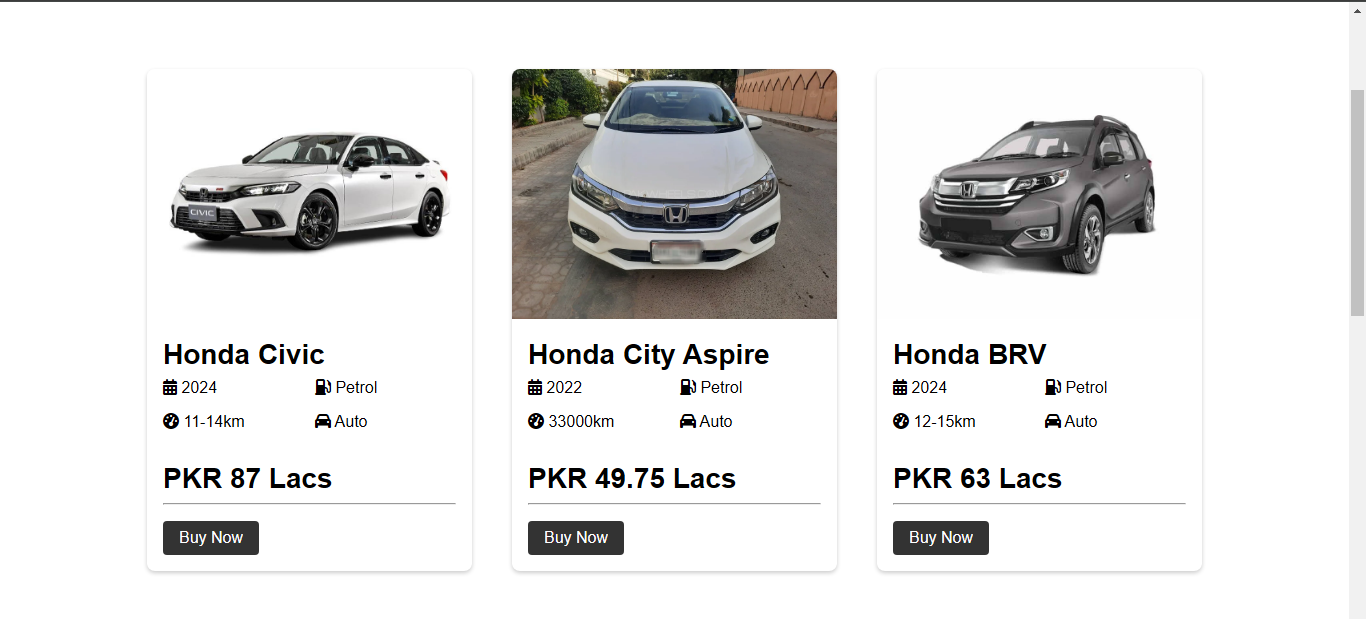 CIVIC
Honda Civic
2024 Petrol
11-14km Auto
PKR 87 Lacs
Buy Now
Honda City Aspire
2022 Petrol
33000km Auto
PKR 49.75 Lacs
Buy Now
Honda BRV
2024 Petrol
12-15km Auto
PKR 63 Lacs
Buy Now